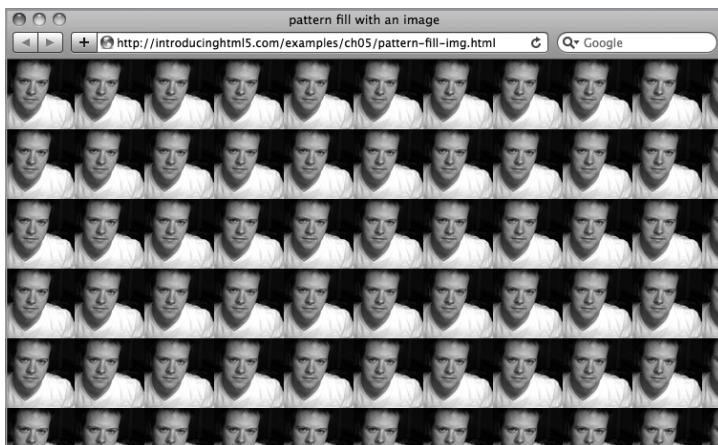 pattern fill with an image
http://introducinghtml5.com/examples/ch05/pattern-fill-img.html
Google